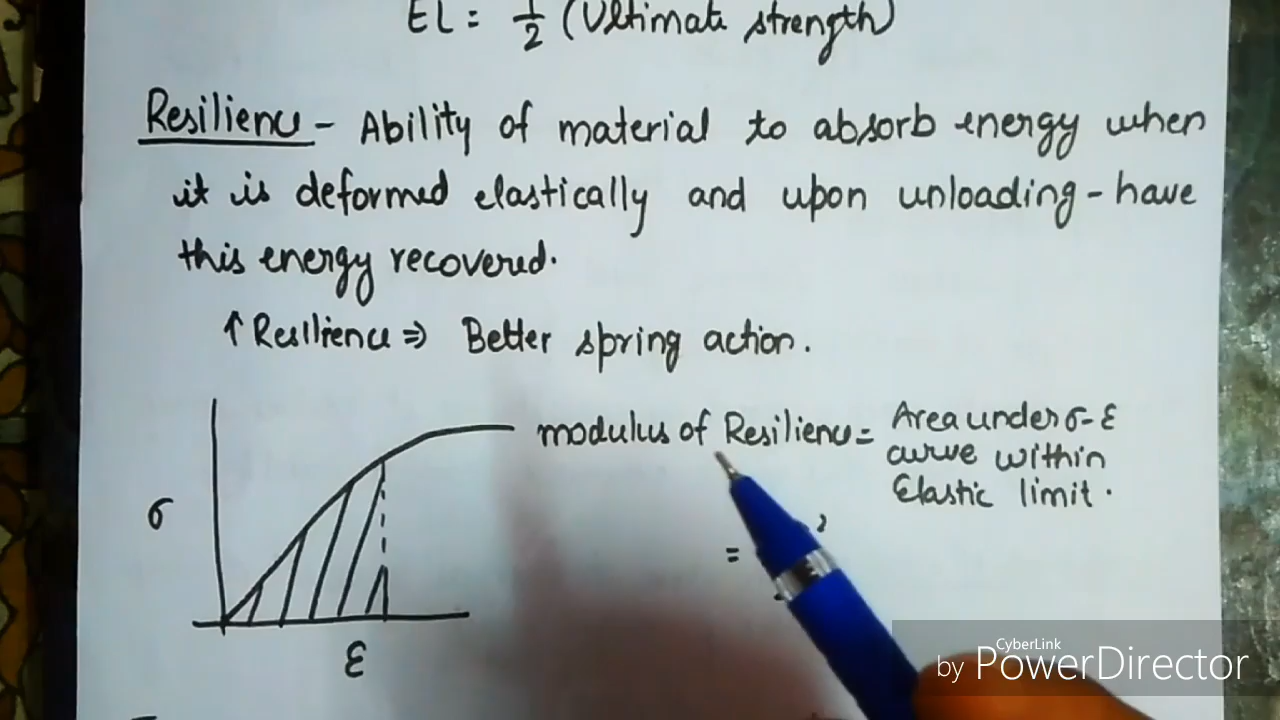 EL = 1/2 (Ultimate strength)
Resilience - Ability of material to absorb energy when
it is deformed elastically and upon unloading - have
this energy recovered.
↑ Resilience ⇒ Better spring action.
modulus of Resilience = Area under σ-ε
curve within
Elastic limit.
σ
=
ε
CyberLink
by PowerDirector